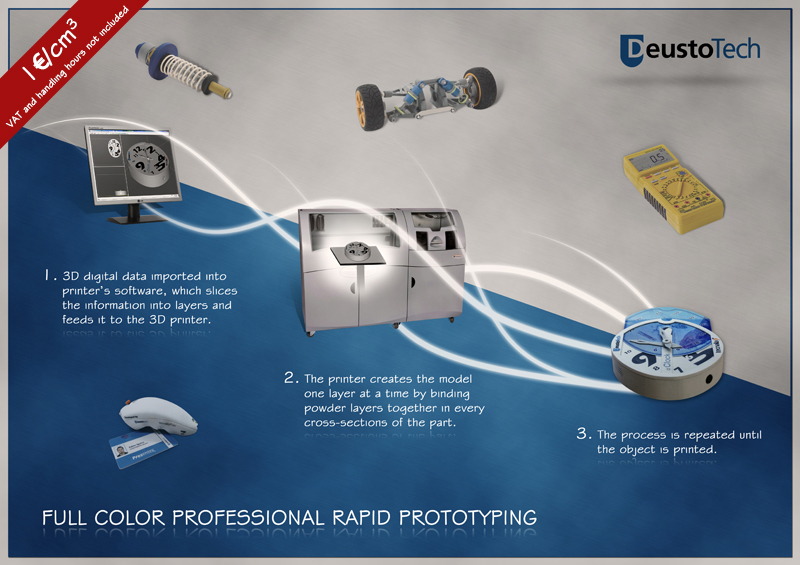 1€/cm³
VAT and handling hours not included
DeustoTech
0.5
1. 3D digital data imported into
printer's software, which slices
the information into layers and
feeds it to the 3D printer.
2. The printer creates the model
one layer at a time by binding
powder layers together in every
cross-sections of the part.
3. The process is repeated until
the object is printed.
FULL COLOR PROFESSIONAL RAPID PROTOTYPING